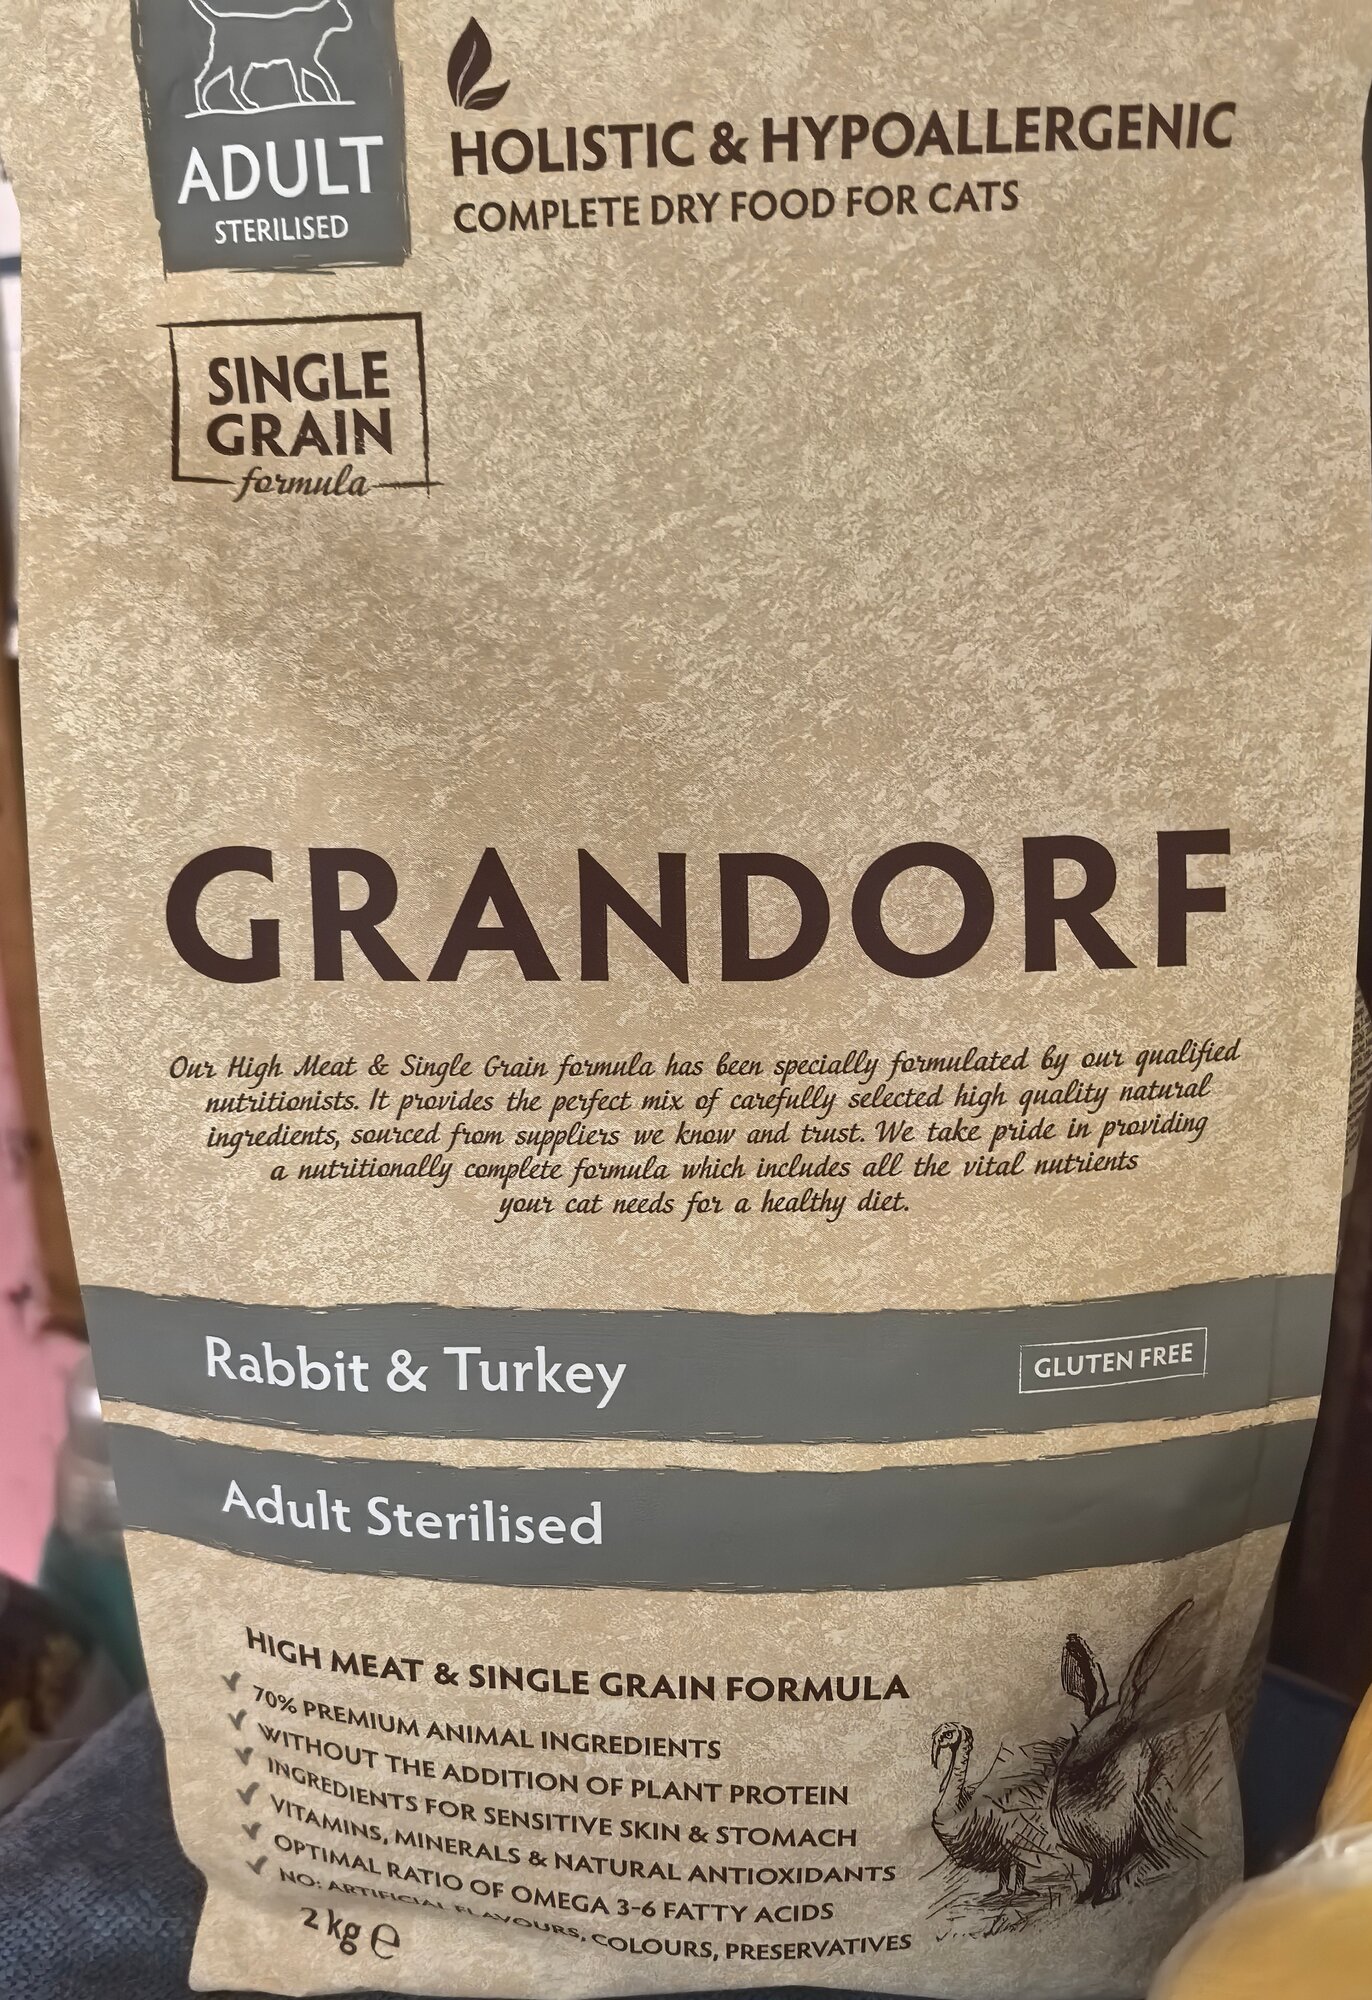 ADULT
STERILISED
HOLISTIC & HYPOALLERGENIC
COMPLETE DRY FOOD FOR CATS
SINGLE
GRAIN
formula
GRANDORF
Our High Meat & Single Grain formula has been specially formulated by our qualified
nutritionists. It provides the perfect mix of carefully selected high quality natural
ingredients, sourced from suppliers we know and trust. We take pride in providing
a nutritionally complete formula which includes all the vital nutrients
your cat needs for a healthy diet.
Rabbit & Turkey
GLUTEN FREE
Adult Sterilised
HIGH MEAT & SINGLE GRAIN FORMULA
70% PREMIUM ANIMAL INGREDIENTS
WITHOUT THE ADDITION OF PLANT PROTEIN
INGREDIENTS FOR SENSITIVE SKIN & STOMACH
VITAMINS, MINERALS & NATURAL ANTIOXIDANTS
OPTIMAL RATIO OF OMEGA 3-6 FATTY ACIDS
NO: ARTIFICIAL FLAVOURS, COLOURS, PRESERVATIVES
2 kg e